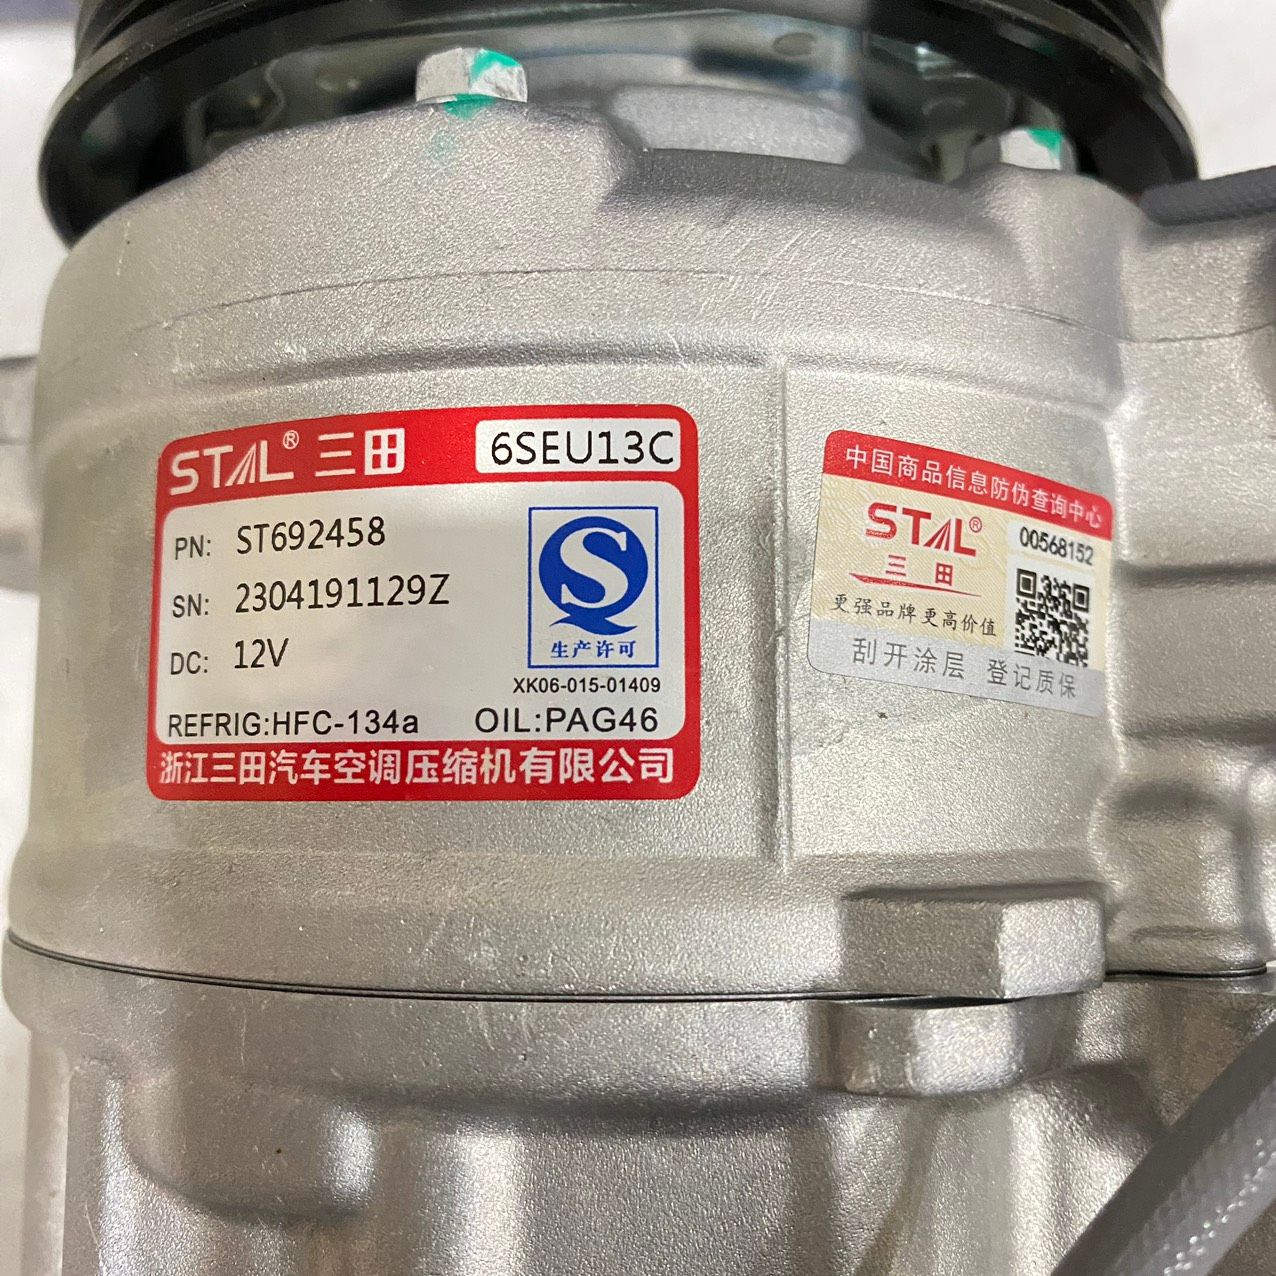 STAL® 三田 6SEU13C
PN: ST692458
SN: 2304191129Z
DC: 12V
生产许可
XK06-015-01409
REFRIG:HFC-134a OIL:PAG46
浙江三田汽车空调压缩机有限公司
中国商品信息防伪查询中心
STAL®
三田
00568152
更强品牌更高价值
刮开涂层 登记质保